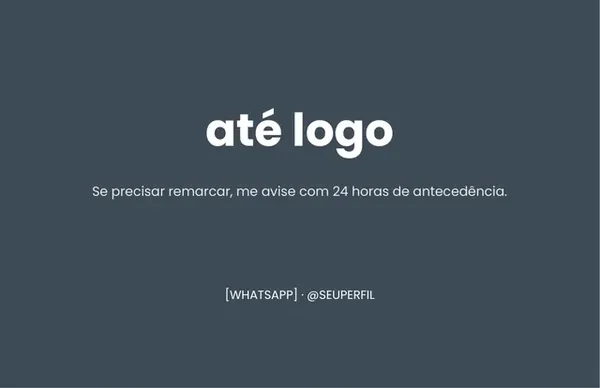 até logo
Se precisar remarcar, me avise com 24 horas de antecedência.
[WHATSAPP] · @SEUPERFIL